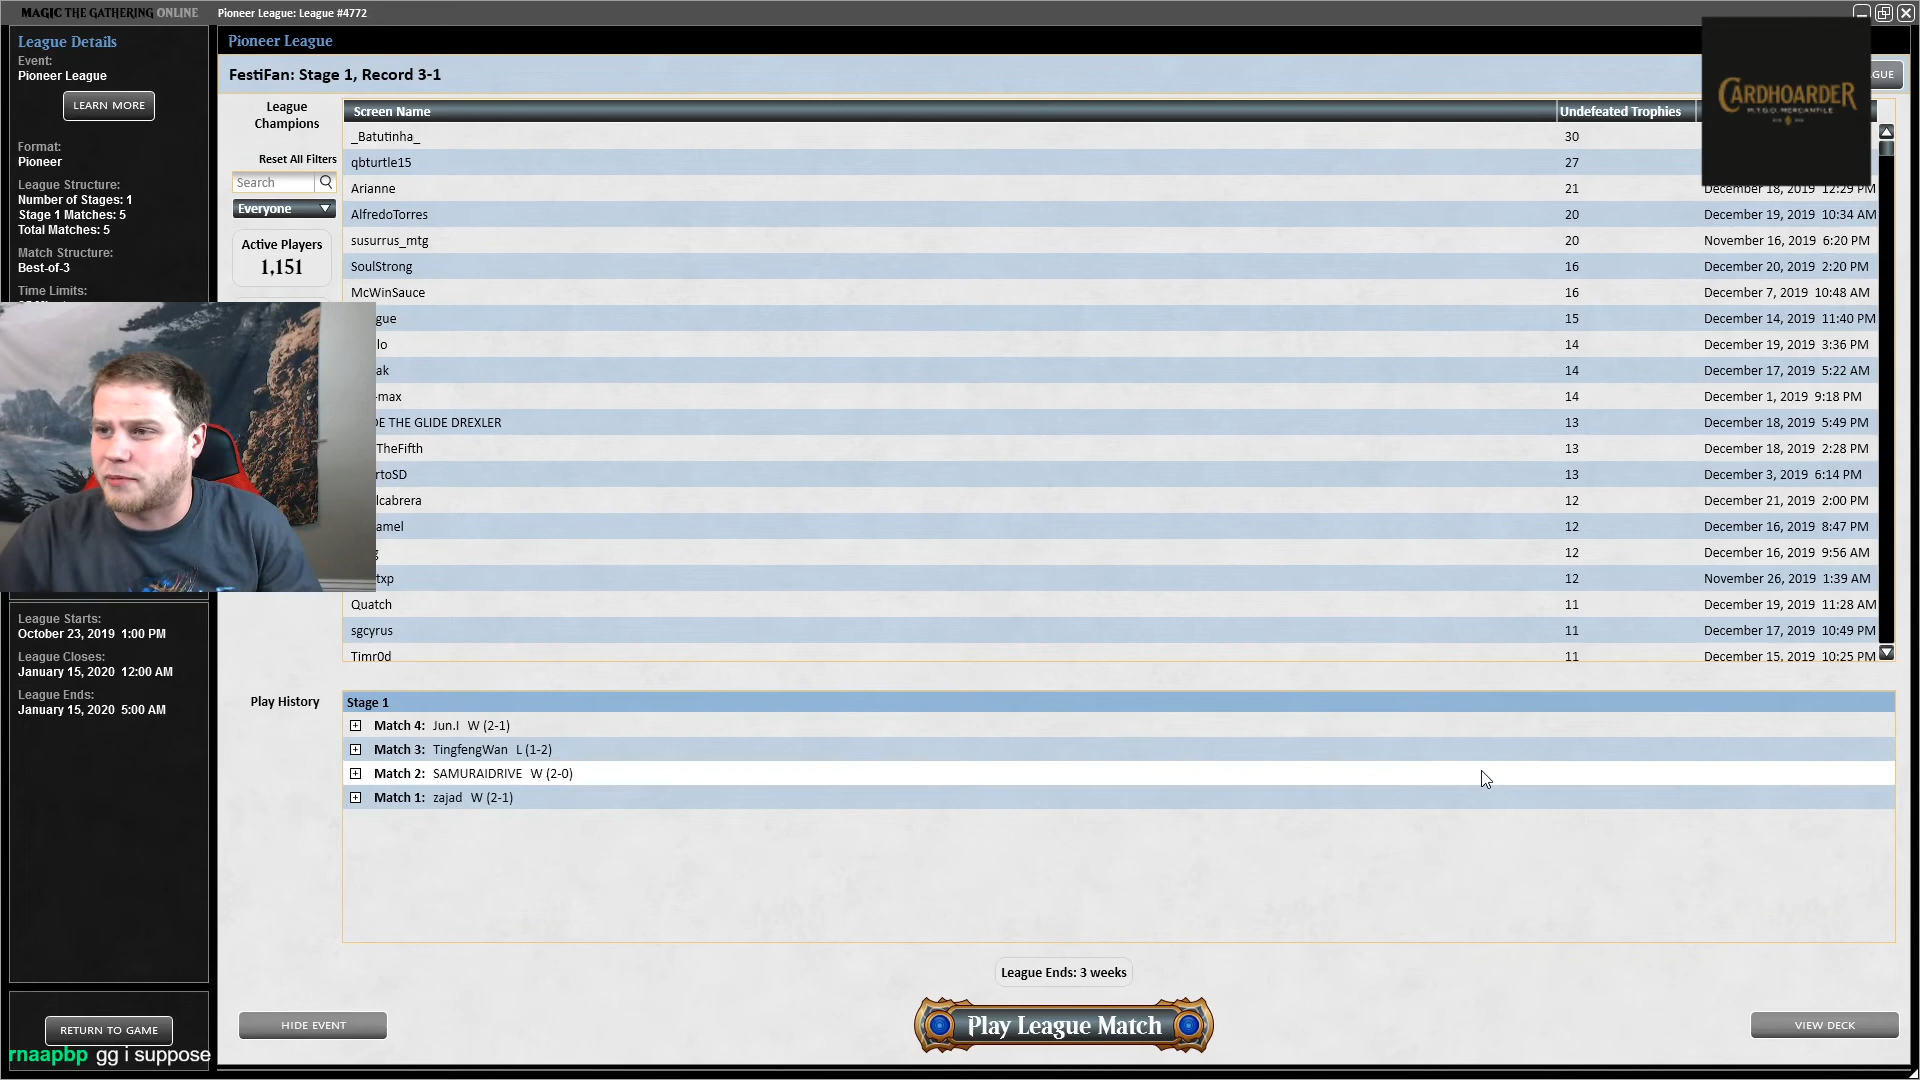 MAGIC THE GATHERING ONLINE
Pioneer League: League #4772
League Details
Event:
Pioneer League
LEARN MORE
Format:
Pioneer
League Structure:
Number of Stages: 1
Stage 1 Matches: 5
Total Matches: 5
Match Structure:
Best-of-3
Time Limits:
League Starts:
October 23, 2019 1:00 PM
League Closes:
January 15, 2020 12:00 AM
League Ends:
January 15, 2020 5:00 AM
RETURN TO GAME
rnaapbp gg i suppose
Pioneer League
FestiFan: Stage 1, Record 3-1
GUE
CARDHOARDER
M.T.G.O. MERCANTILE
League
Champions
Reset All Filters
Search
Everyone
Active Players
1,151
Screen Name Undefeated Trophies
_Batutinha_ 30
qbturtle15 27
Arianne 21 December 18, 2019 12:29 PM
AlfredoTorres 20 December 19, 2019 10:34 AM
susurrus_mtg 20 November 16, 2019 6:20 PM
SoulStrong 16 December 20, 2019 2:20 PM
McWinSauce 16 December 7, 2019 10:48 AM
gue 15 December 14, 2019 11:40 PM
lo 14 December 19, 2019 3:36 PM
ak 14 December 17, 2019 5:22 AM
-max 14 December 1, 2019 9:18 PM
DE THE GLIDE DREXLER 13 December 18, 2019 5:49 PM
TheFifth 13 December 18, 2019 2:28 PM
rtoSD 13 December 3, 2019 6:14 PM
lcabrera 12 December 21, 2019 2:00 PM
amel 12 December 16, 2019 8:47 PM
g 12 December 16, 2019 9:56 AM
txp 12 November 26, 2019 1:39 AM
Quatch 11 December 19, 2019 11:28 AM
sgcyrus 11 December 17, 2019 10:49 PM
Timr0d 11 December 15, 2019 10:25 PM
Play History
Stage 1
Match 4: Jun.I W (2-1)
Match 3: TingfengWan L (1-2)
Match 2: SAMURAIDRIVE W (2-0)
Match 1: zajad W (2-1)
League Ends: 3 weeks
HIDE EVENT
Play League Match
VIEW DECK